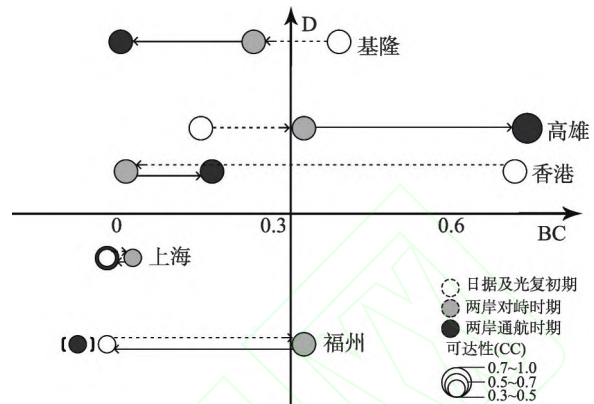 D
基隆
高雄
香港
0
0.3
0.6
BC
上海
日据及光复初期
两岸对峙时期
两岸通航时期
福州
可达性(CC)
0.7~1.0
0.5~0.7
0.3~0.5